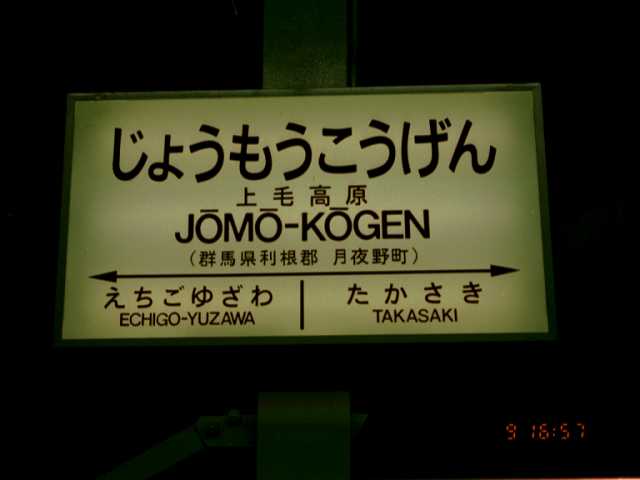 じょうもうこうげん
上毛高原
JŌMŌ-KŌGEN
(群馬県利根郡 月夜野町)
えちごゆざわ たかさき
ECHIGO-YUZAWA TAKASAKI
9 16:57